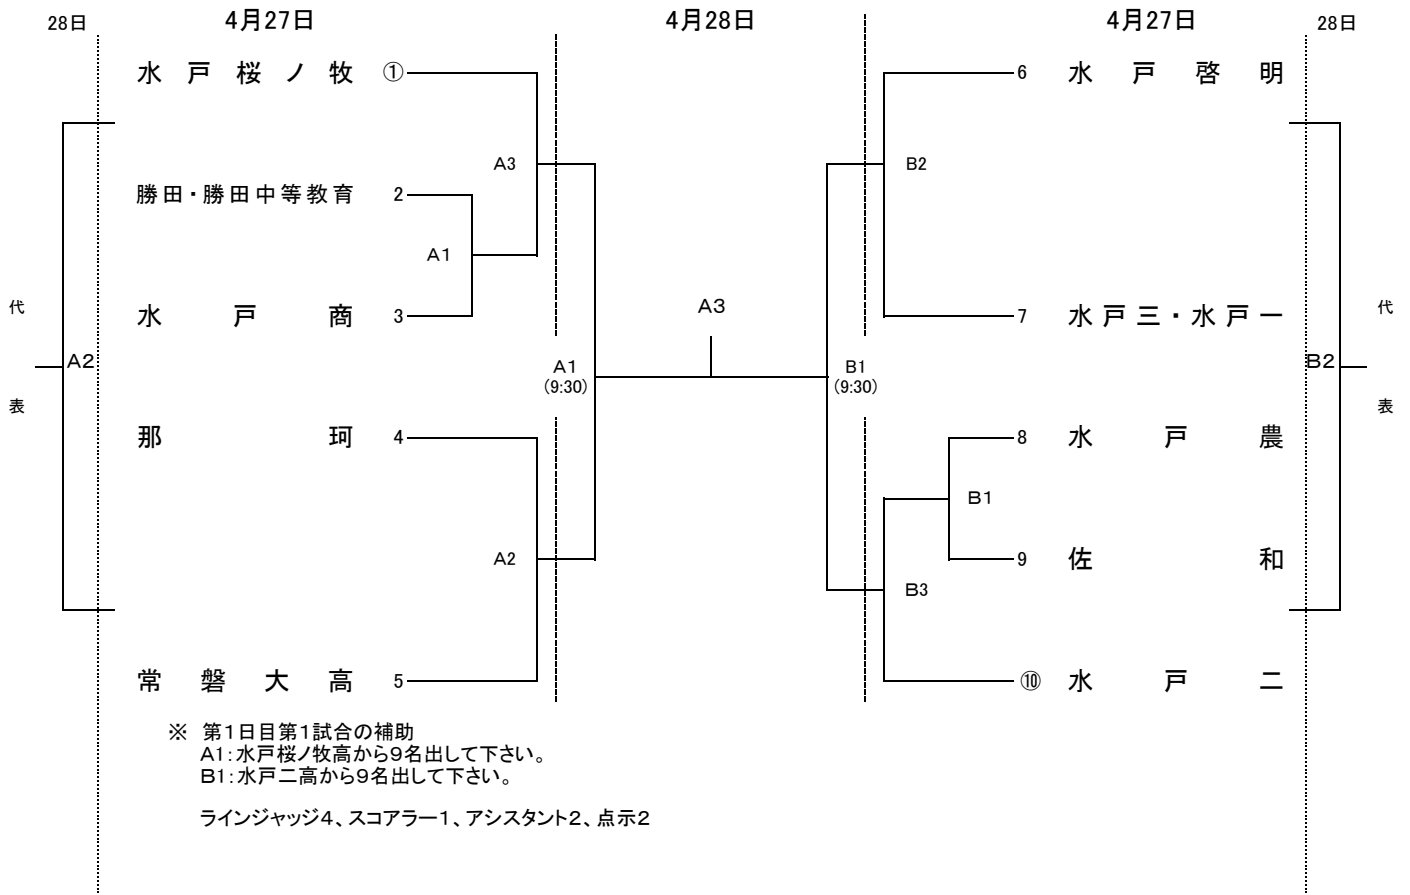 28日 4月27日 4月28日 4月27日 28日
水戸桜ノ牧 ① 6 水戸啓明
A3 B2
勝田・勝田中等教育 2
A1
代 水戸商 3 A3 7 水戸三・水戸一 代
A2 A1 B1 B2
(9:30) (9:30)
表 那珂 4 8 水戸農 表
B1
A2 9 佐和
B3
常磐大高 5 ⑩ 水戸二
※ 第1日目第1試合の補助
A1:水戸桜ノ牧高から9名出して下さい。
B1:水戸二高から9名出して下さい。
ラインジャッジ4、スコアラー1、アシスタント2、点示2